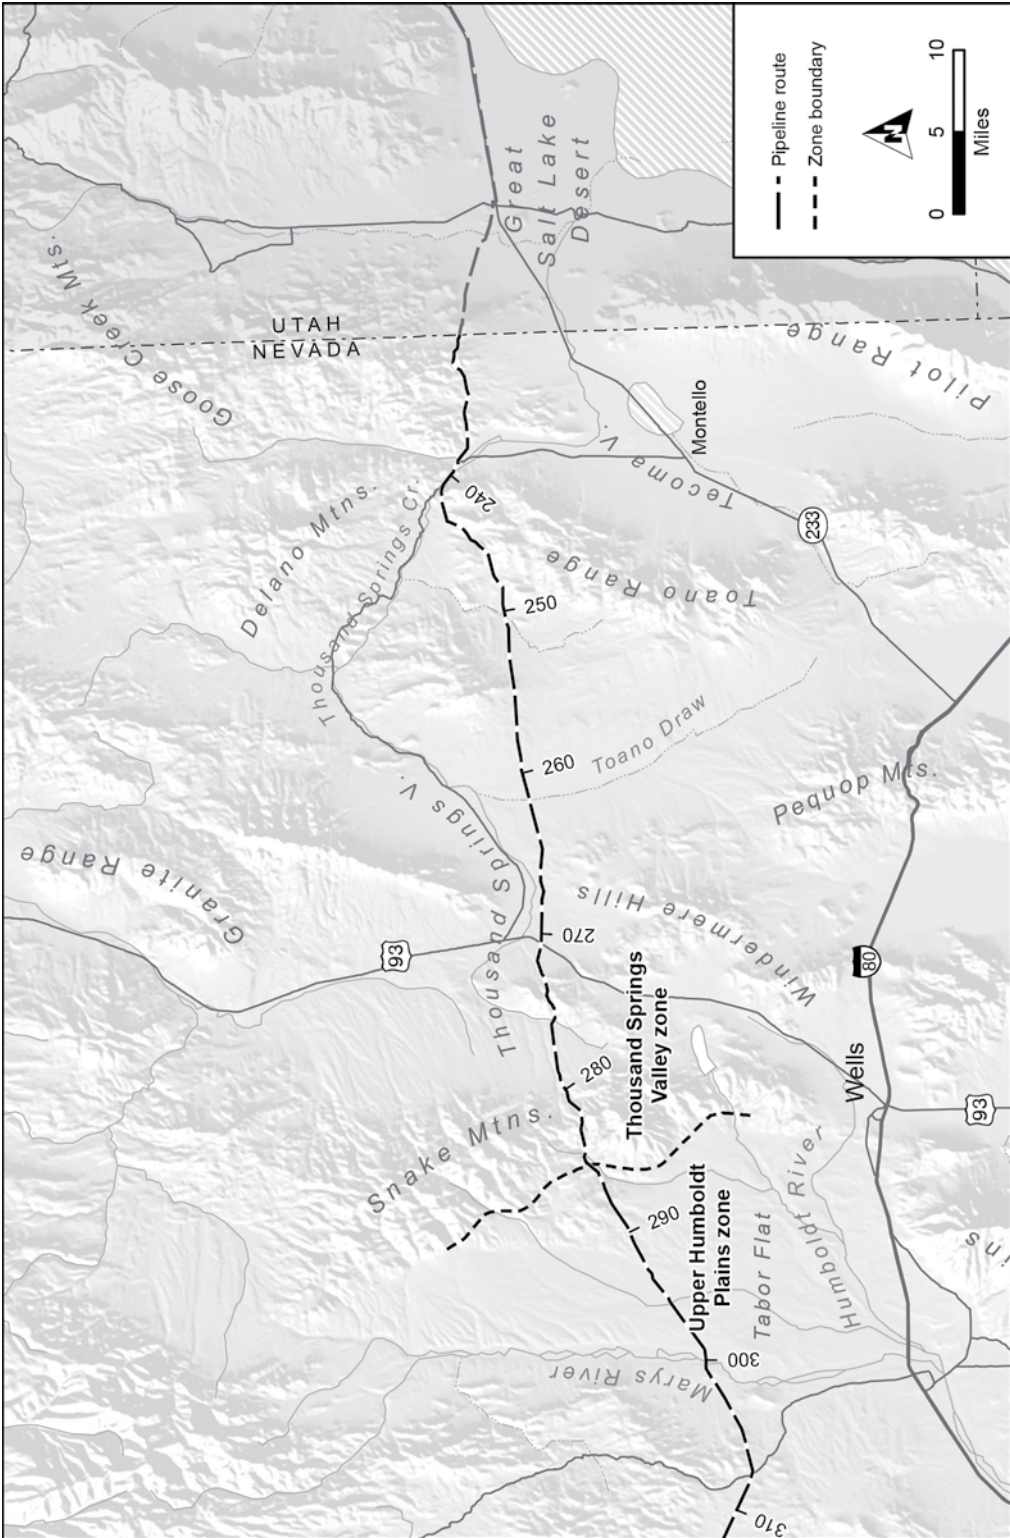 Goose Creek Mts.
UTAH
NEVADA
Great
Salt Lake
Desert
Pilot Range
Montello
Tecoma V.
233
Delano Mtns.
Thousand Springs Cr.
Toano Range
Toano Draw
Thousand Springs V.
Granite Range
Pequop Mts.
Windermere Hills
93
80
Wells
93
Snake Mtns.
Thousand Springs
Valley zone
Upper Humboldt
Plains zone
Tabor Flat
Humboldt River
Marys River
240
250
260
270
280
290
300
310
Pipeline route
Zone boundary
N
0
5
10
Miles